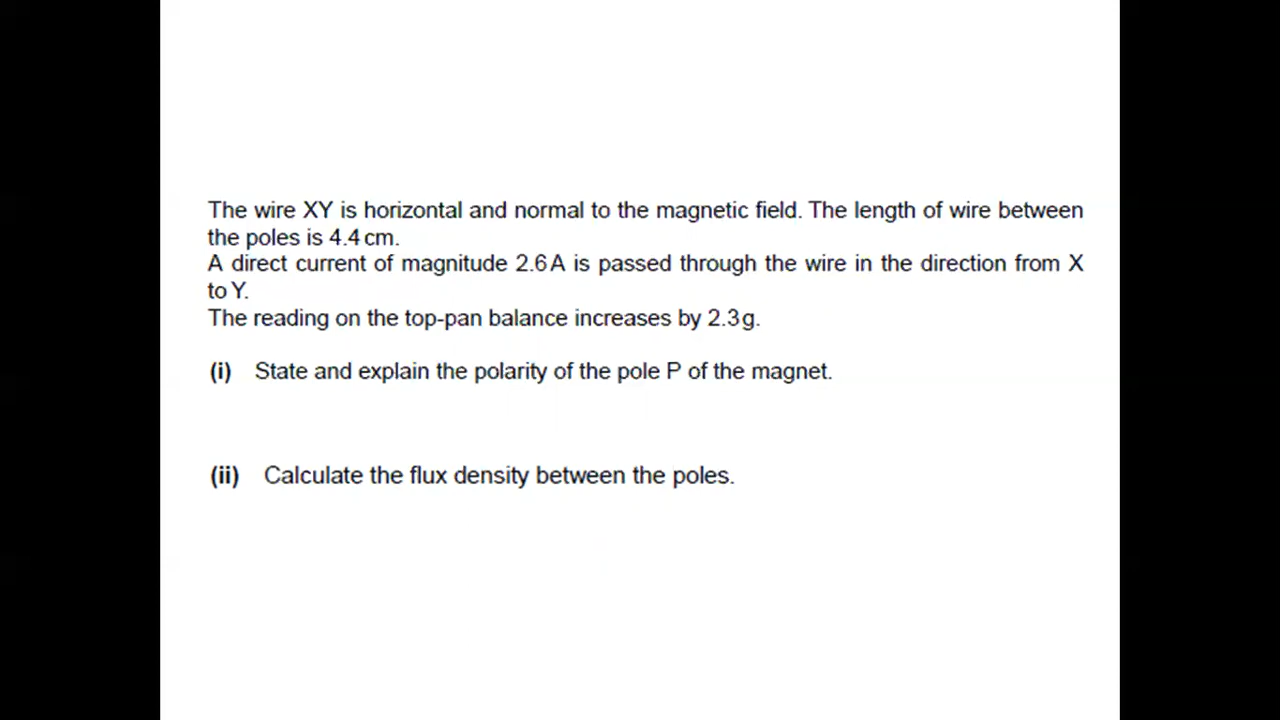 The wire XY is horizontal and normal to the magnetic field. The length of wire between
the poles is 4.4 cm.
A direct current of magnitude 2.6 A is passed through the wire in the direction from X
to Y.
The reading on the top-pan balance increases by 2.3 g.
(i) State and explain the polarity of the pole P of the magnet.
(ii) Calculate the flux density between the poles.